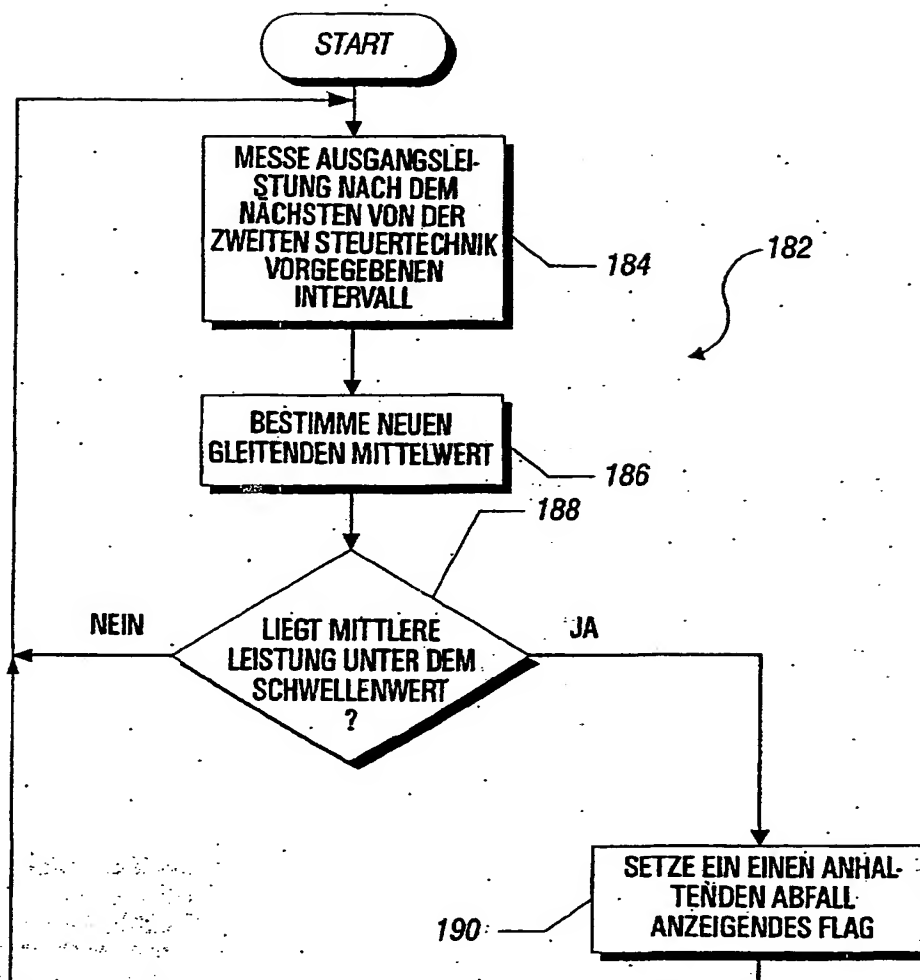 START
MESSE AUSGANGSLEI-
STUNG NACH DEM
NÄCHSTEN VON DER
ZWEITEN STEUERTECHNIK
VORGEGEBENEN
INTERVALL
184
182
BESTIMME NEUEN
GLEITENDEN MITTELWERT
186
188
NEIN
LIEGT MITTLERE
LEISTUNG UNTER DEM
SCHWELLENWERT
?
JA
SETZE EIN EINEN ANHAL-
TENDEN ABFALL
ANZEIGENDES FLAG
190